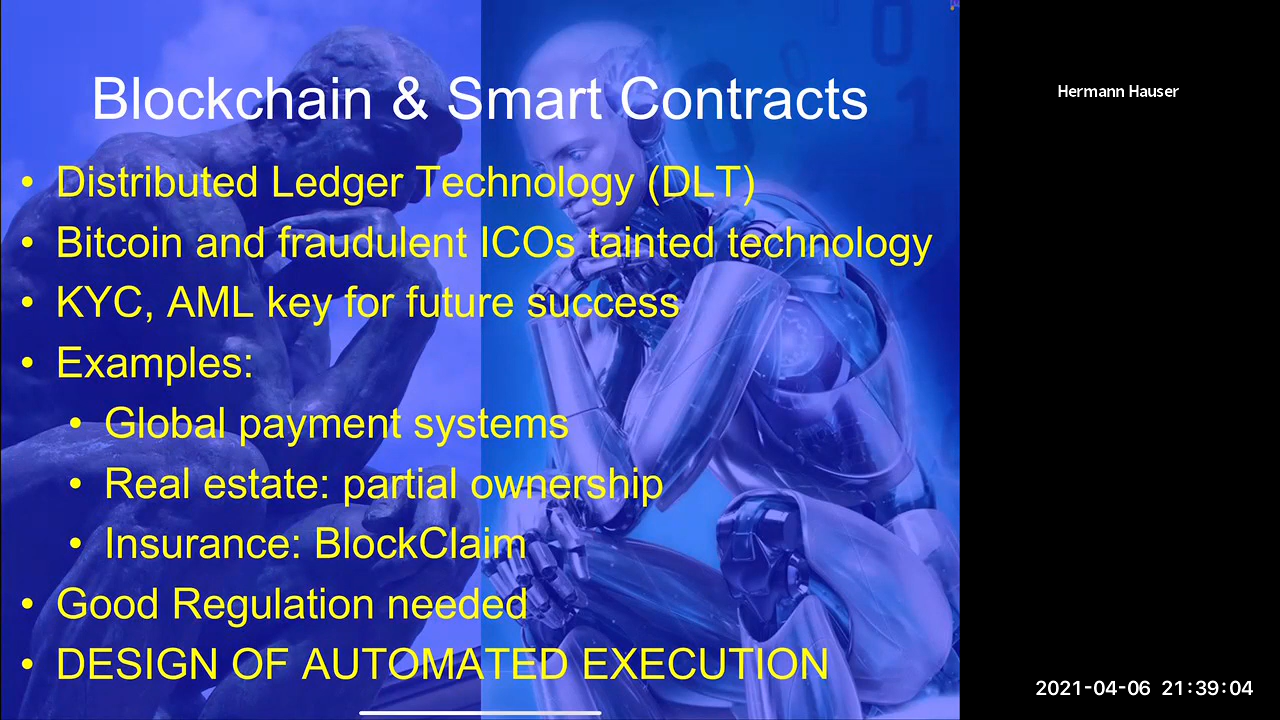 Blockchain & Smart Contracts
• Distributed Ledger Technology (DLT)
• Bitcoin and fraudulent ICOs tainted technology
• KYC, AML key for future success
• Examples:
• Global payment systems
• Real estate: partial ownership
• Insurance: BlockClaim
• Good Regulation needed
• DESIGN OF AUTOMATED EXECUTION
Hermann Hauser
2021-04-06 21:39:04